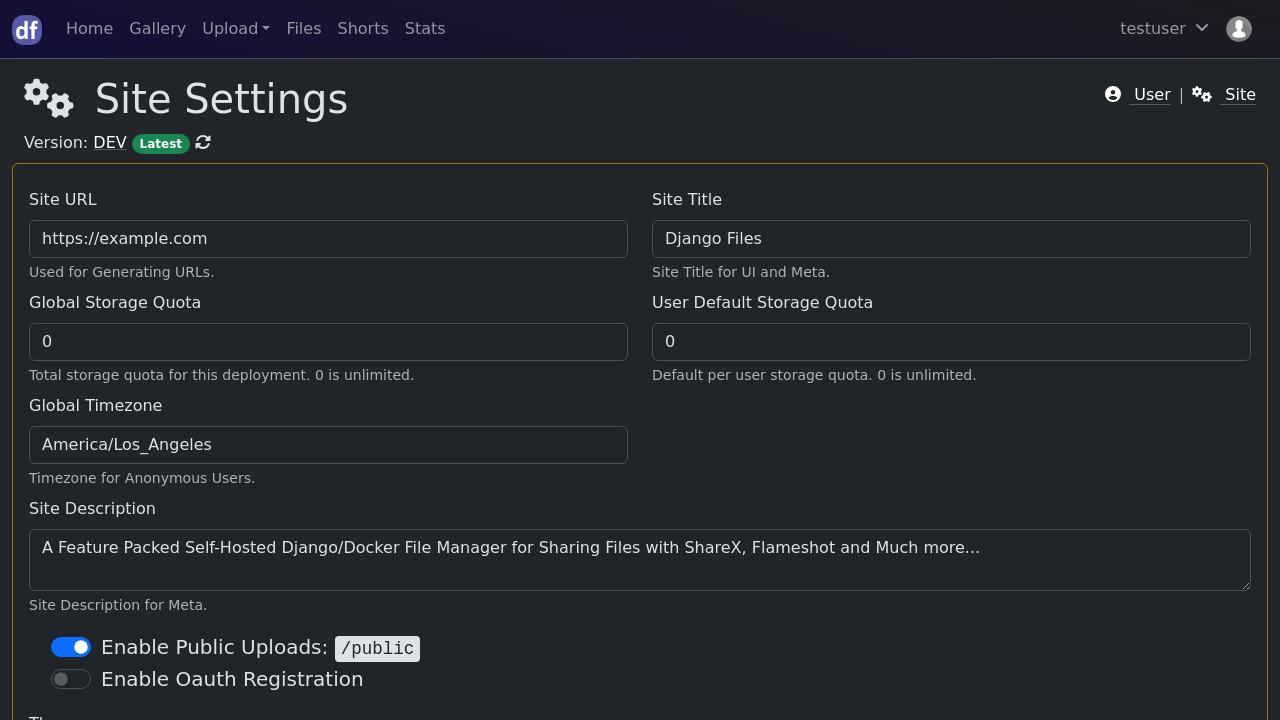 df Home Gallery Upload Files Shorts Stats testuser
Site Settings
User | Site
Version: DEV Latest
Site URL
https://example.com
Used for Generating URLs.
Site Title
Django Files
Site Title for UI and Meta.
Global Storage Quota
0
Total storage quota for this deployment. 0 is unlimited.
User Default Storage Quota
0
Default per user storage quota. 0 is unlimited.
Global Timezone
America/Los_Angeles
Timezone for Anonymous Users.
Site Description
A Feature Packed Self-Hosted Django/Docker File Manager for Sharing Files with ShareX, Flameshot and Much more...
Site Description for Meta.
Enable Public Uploads: /public
Enable Oauth Registration